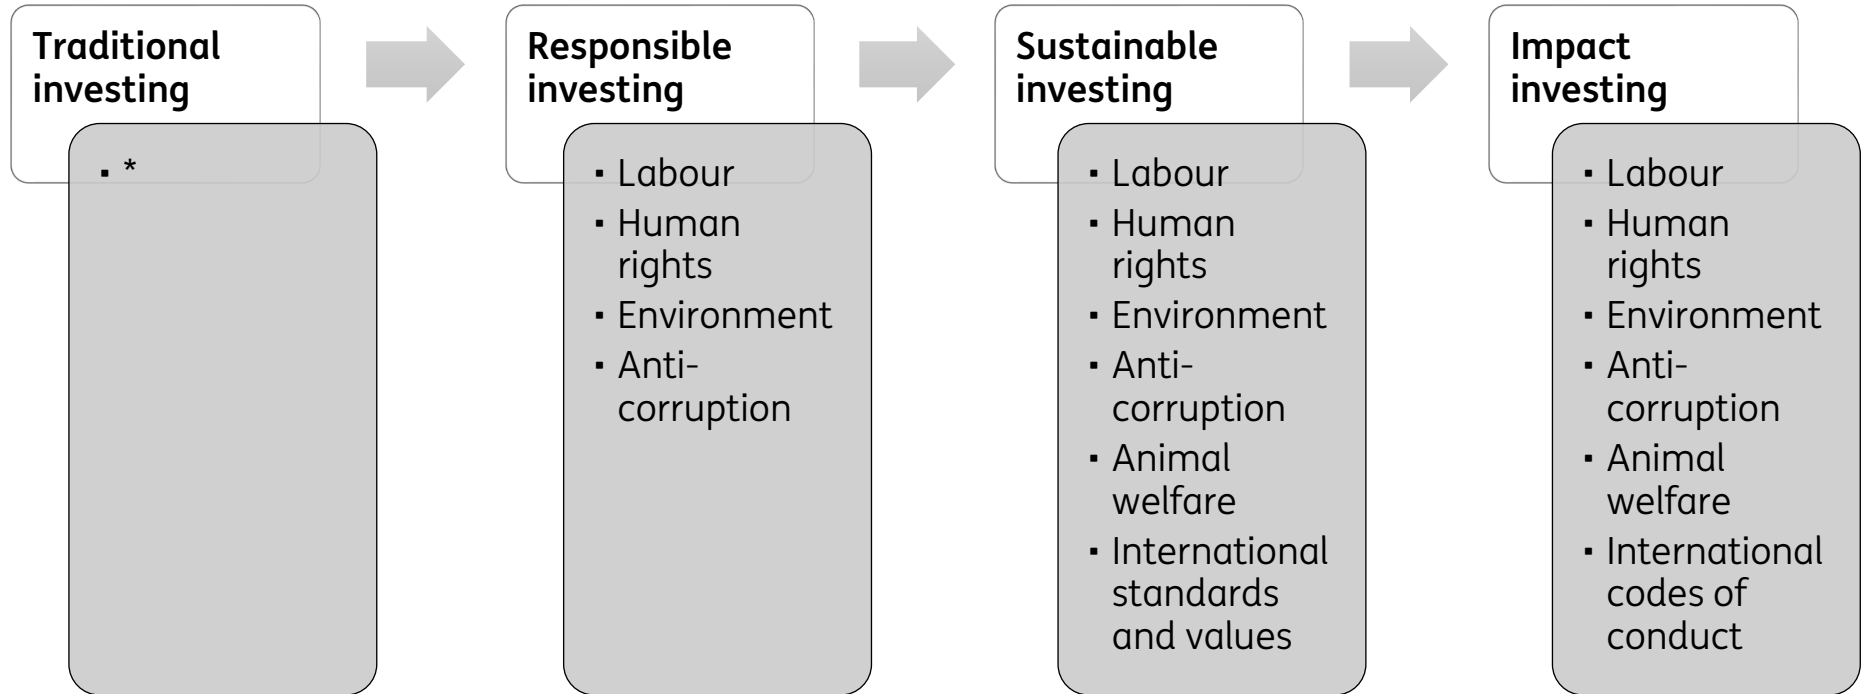 Traditional
investing
▪ *
Responsible
investing
▪ Labour
▪ Human
rights
▪ Environment
▪ Anti-
corruption
Sustainable
investing
▪ Labour
▪ Human
rights
▪ Environment
▪ Anti-
corruption
▪ Animal
welfare
▪ International
standards
and values
Impact
investing
▪ Labour
▪ Human
rights
▪ Environment
▪ Anti-
corruption
▪ Animal
welfare
▪ International
codes of
conduct